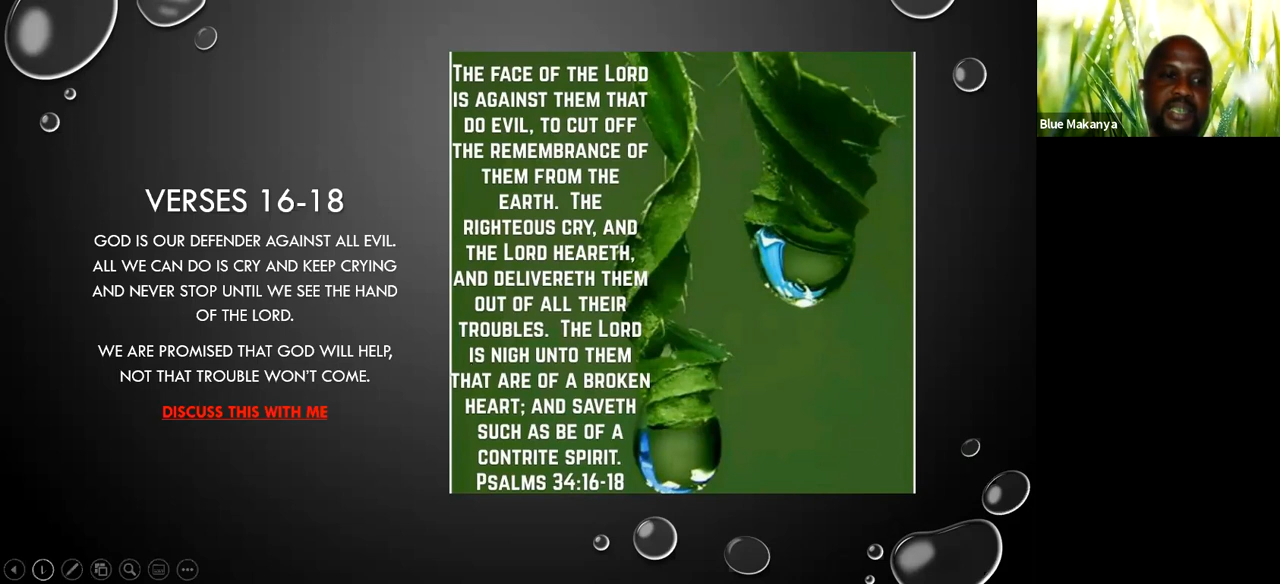 VERSES 16-18
GOD IS OUR DEFENDER AGAINST ALL EVIL.
ALL WE CAN DO IS CRY AND KEEP CRYING
AND NEVER STOP UNTIL WE SEE THE HAND
OF THE LORD.
WE ARE PROMISED THAT GOD WILL HELP,
NOT THAT TROUBLE WON'T COME.
DISCUSS THIS WITH ME
THE FACE OF THE LORD
IS AGAINST THEM THAT
DO EVIL, TO CUT OFF
THE REMEMBRANCE OF
THEM FROM THE
EARTH. THE
RIGHTEOUS CRY, AND
THE LORD HEARETH,
AND DELIVERETH THEM
OUT OF ALL THEIR
TROUBLES. THE LORD
IS NIGH UNTO THEM
THAT ARE OF A BROKEN
HEART; AND SAVETH
SUCH AS BE OF A
CONTRITE SPIRIT.
PSALMS 34:16-18
Blue Makanya